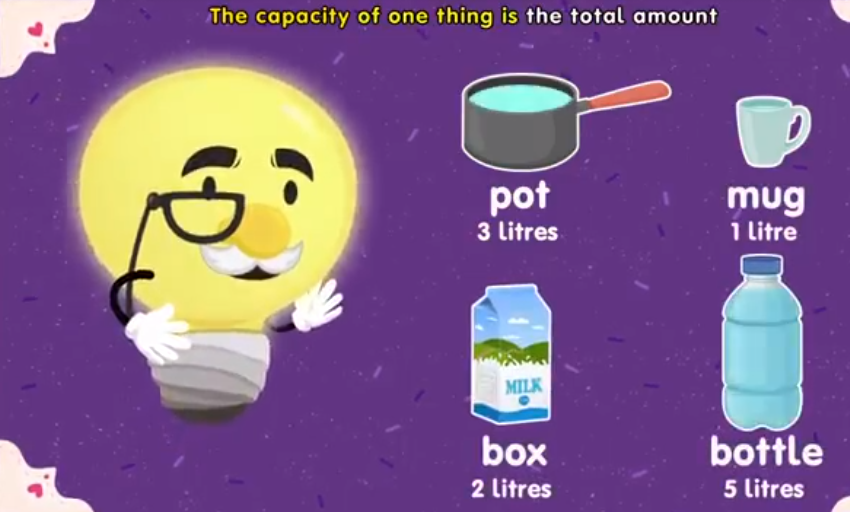 The capacity of one thing is the total amount
pot
3 litres
mug
1 litre
MILK
box
2 litres
bottle
5 litres